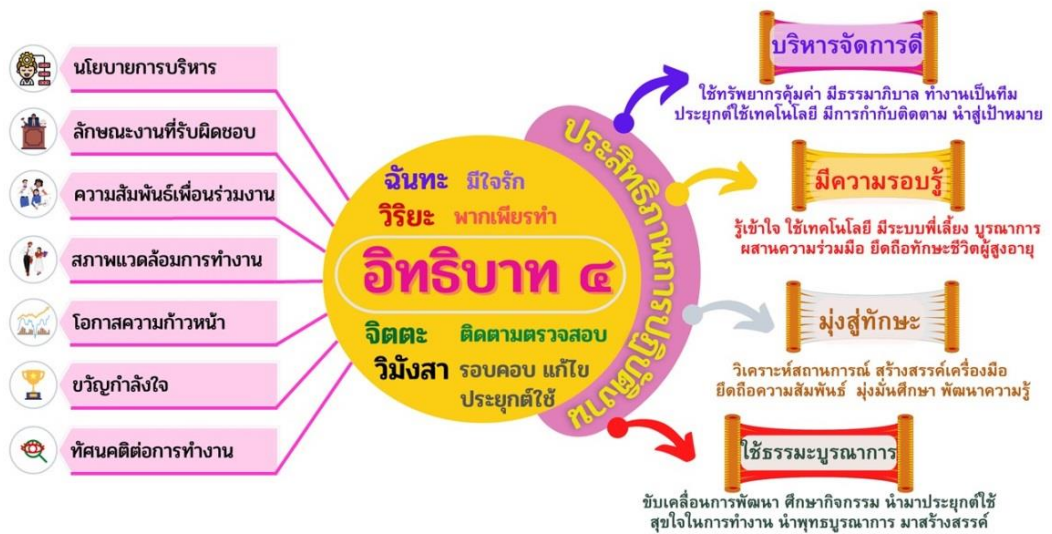 นโยบายการบริหาร
ลักษณะงานที่รับผิดชอบ
ความสัมพันธ์เพื่อนร่วมงาน
สภาพแวดล้อมการทำงาน
โอกาสความก้าวหน้า
ขวัญกำลังใจ
ทัศนคติต่อการทำงาน
ฉันทะ มีใจรัก
วิริยะ พากเพียรทำ
อิทธิบาท ๔
จิตตะ ติดตามตรวจสอบ
วิมังสา รอบคอบ แก้ไข
ประยุกต์ใช้
ประสิทธิภาพการปฏิบัติงาน
บริหารจัดการดี
ใช้ทรัพยากรคุ้มค่า มีธรรมาภิบาล ทำงานเป็นทีม
ประยุกต์ใช้เทคโนโลยี มีการกำกับติดตาม นำสู่เป้าหมาย
มีความรอบรู้
รู้เข้าใจ ใช้เทคโนโลยี มีระบบพี่เลี้ยง บูรณาการ
ผสานความร่วมมือ ยึดถือทักษะชีวิตผู้สูงอายุ
มุ่งสู่ทักษะ
วิเคราะห์สถานการณ์ สร้างสรรค์เครื่องมือ
ยึดถือความสัมพันธ์ มุ่งมั่นศึกษา พัฒนาความรู้
ใช้ธรรมะบูรณาการ
ขับเคลื่อนการพัฒนา ศึกษากิจกรรม นำมาประยุกต์ใช้
สุขใจในการทำงาน นำพุทธบูรณาการ มาสร้างสรรค์